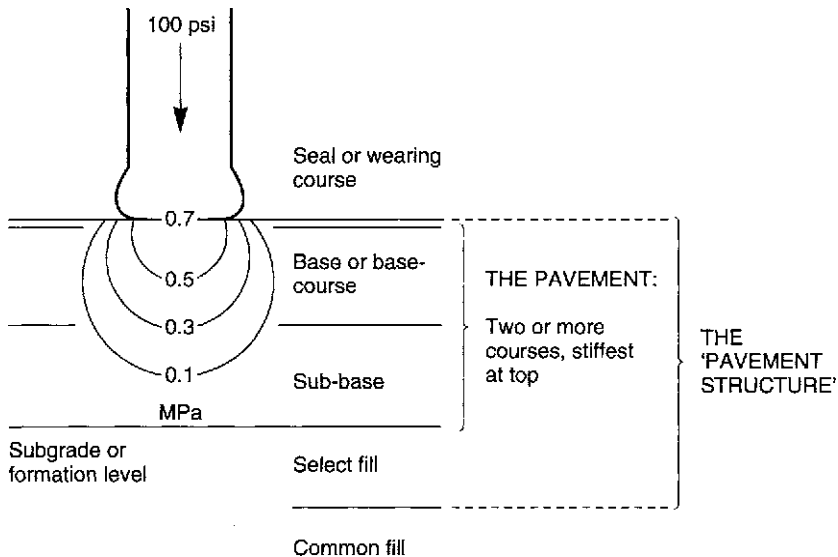 100 psi
Seal or wearing
course
0.7
Base or base-
course
0.5
0.3
THE PAVEMENT:
Two or more
courses, stiffest
at top
THE
'PAVEMENT
STRUCTURE'
0.1
Sub-base
MPa
Subgrade or
formation level
Select fill
Common fill